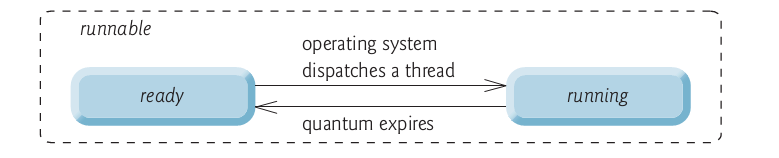 runnable
operating system
dispatches a thread
ready
running
quantum expires